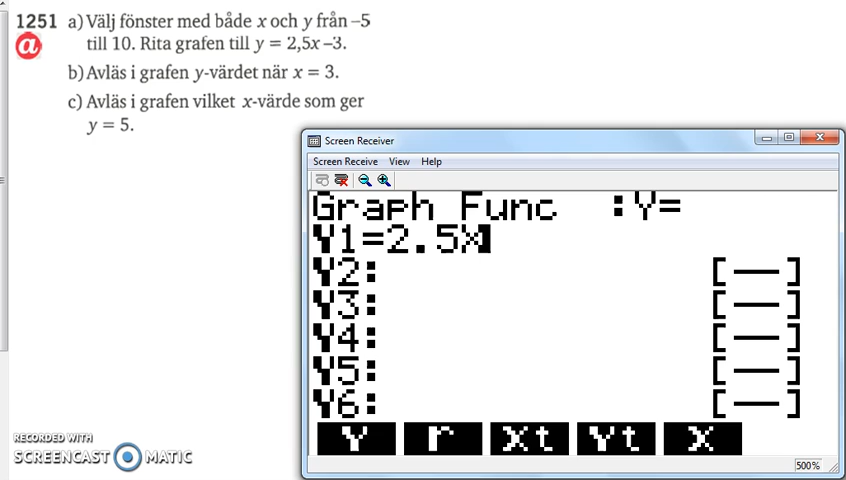 1251 a) Välj fönster med både x och y från –5
a
till 10. Rita grafen till y = 2,5x –3.
b) Avläs i grafen y-värdet när x = 3.
c) Avläs i grafen vilket x-värde som ger
y = 5.
Screen Receiver
Screen Receive View Help
Graph Func :Y=
Y1=2.5X
Y2: [—]
Y3: [—]
Y4: [—]
Y5: [—]
Y6: [—]
Y r Xt Yt X
500%
RECORDED WITH
SCREENCAST MATIC